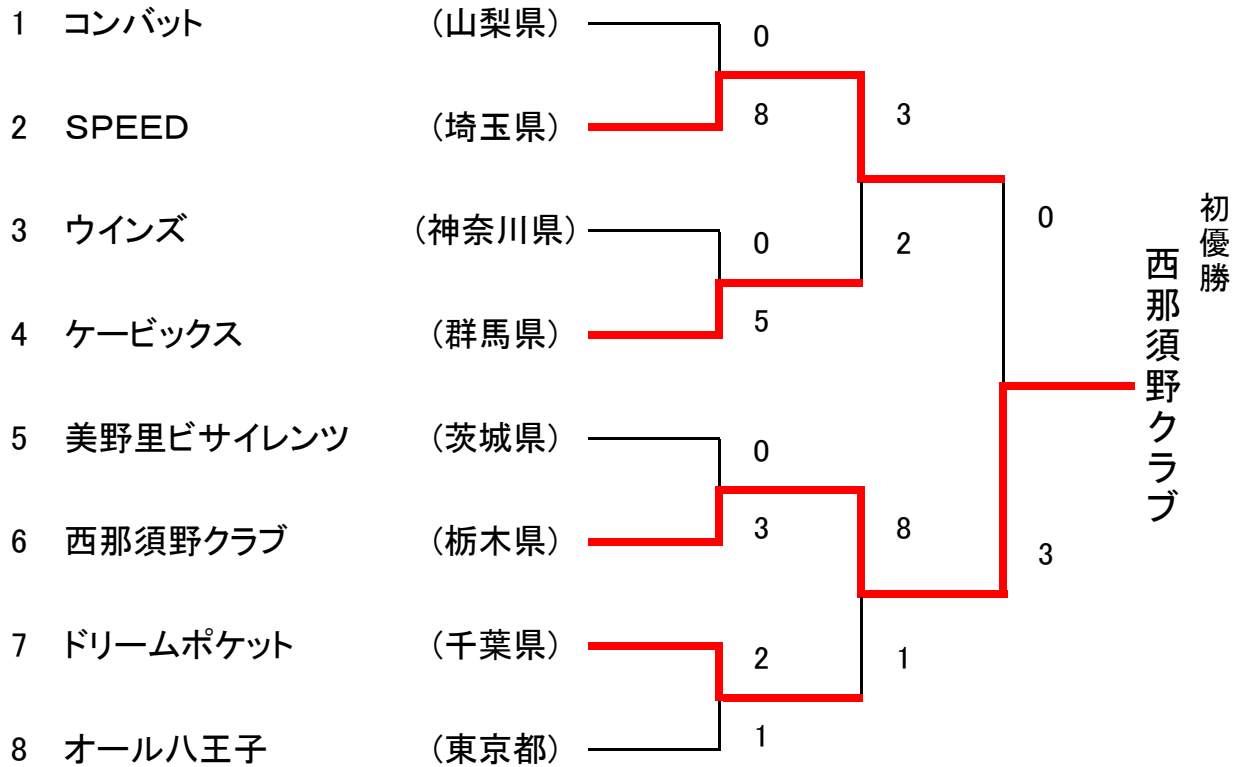 1 コンバット (山梨県)
0
2 SPEED (埼玉県)
8
3
3 ウインズ (神奈川県)
0
2
0
4 ケービックス (群馬県)
5
5 美野里ビサイレンツ (茨城県)
0
6 西那須野クラブ (栃木県)
3
8
3
7 ドリームポケット (千葉県)
2
1
8 オール八王子 (東京都)
1
初優勝
西那須野クラブ